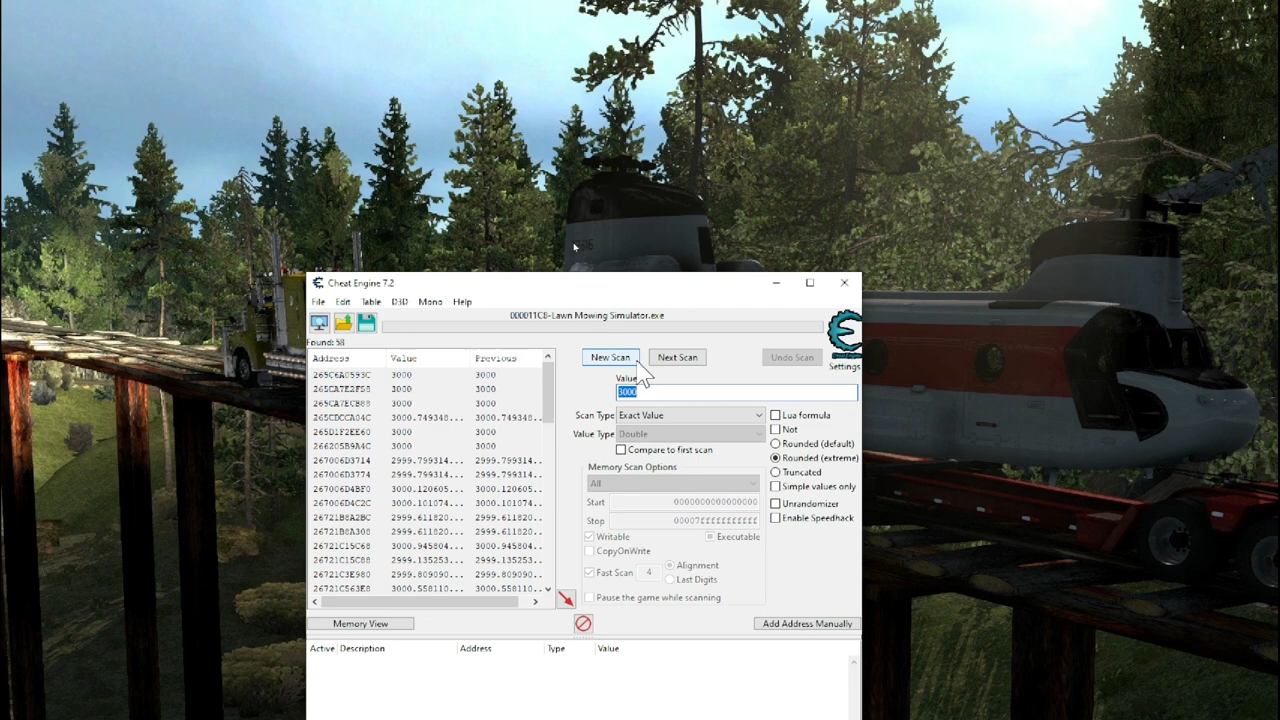 Cheat Engine 7.2
File Edit Table D3D Mono Help
000011C8-Lawn Mowing Simulator.exe
Found: 58
Address Value Previous
265C6A0593C 3000 3000
265CA7E2F58 3000 3000
265CA7ECB88 3000 3000
265CDCCA04C 3000.749348... 3000.749348..
265D1F2EE60 3000 3000
266205B9A4C 3000 3000
267006D3714 2999.799314... 2999.799314..
267006D3774 2999.799314... 2999.799314..
267006D4BF0 3000.120605... 3000.120605..
267006D4C20 3000.101074... 3000.101074..
26721B8A2BC 2999.611820... 2999.611820..
26721B8A308 2999.611820... 2999.611820..
26721C15C68 3000.945804... 3000.945804..
26721C15C88 2999.135253... 2999.135253..
26721C3E980 2999.809090... 2999.809090..
26721C563E8 3000.558110... 3000.558110..
New Scan Next Scan Undo Scan
Settings
Value
3000
Scan Type Exact Value
Value Type Double
Compare to first scan
Lua formula
Not
Rounded (default)
Rounded (extreme)
Truncated
Simple values only
Unrandomizer
Enable Speedhack
Memory Scan Options
All
Start 0000000000000000
Stop 00007fffffffffff
Writable Executable
CopyOnWrite
Fast Scan 4 Alignment
Last Digits
Pause the game while scanning
Memory View Add Address Manually
Active Description Address Type Value